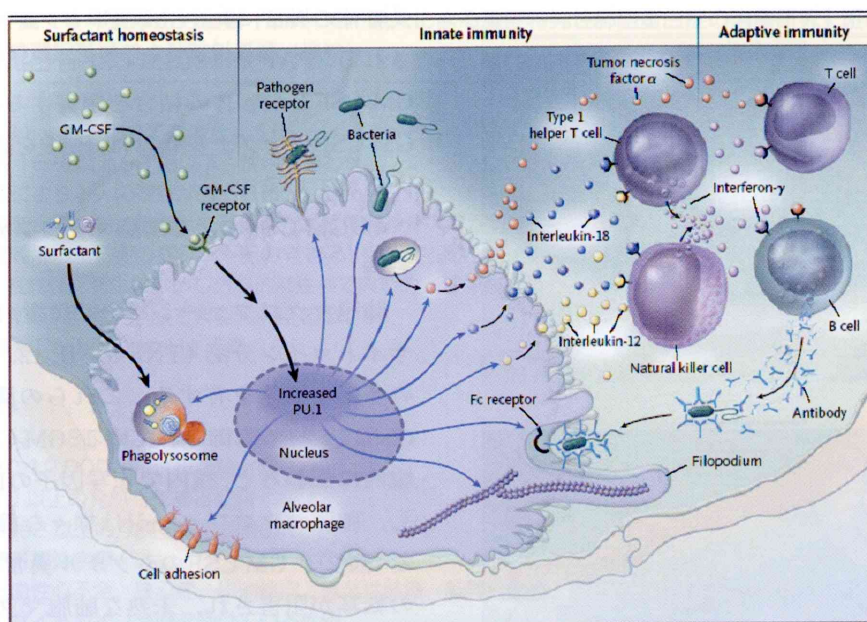 Surfactant homeostasis
Innate immunity
Adaptive immunity
GM-CSF
Surfactant
GM-CSF
receptor
Pathogen
receptor
Bacteria
Tumor necrosis
factor α
Type 1
helper T cell
T cell
Interferon-γ
Interleukin-18
Interleukin-12
Natural killer cell
B cell
Antibody
Fc receptor
Filopodium
Increased
PU.1
Nucleus
Phagolysosome
Alveolar
macrophage
Cell adhesion